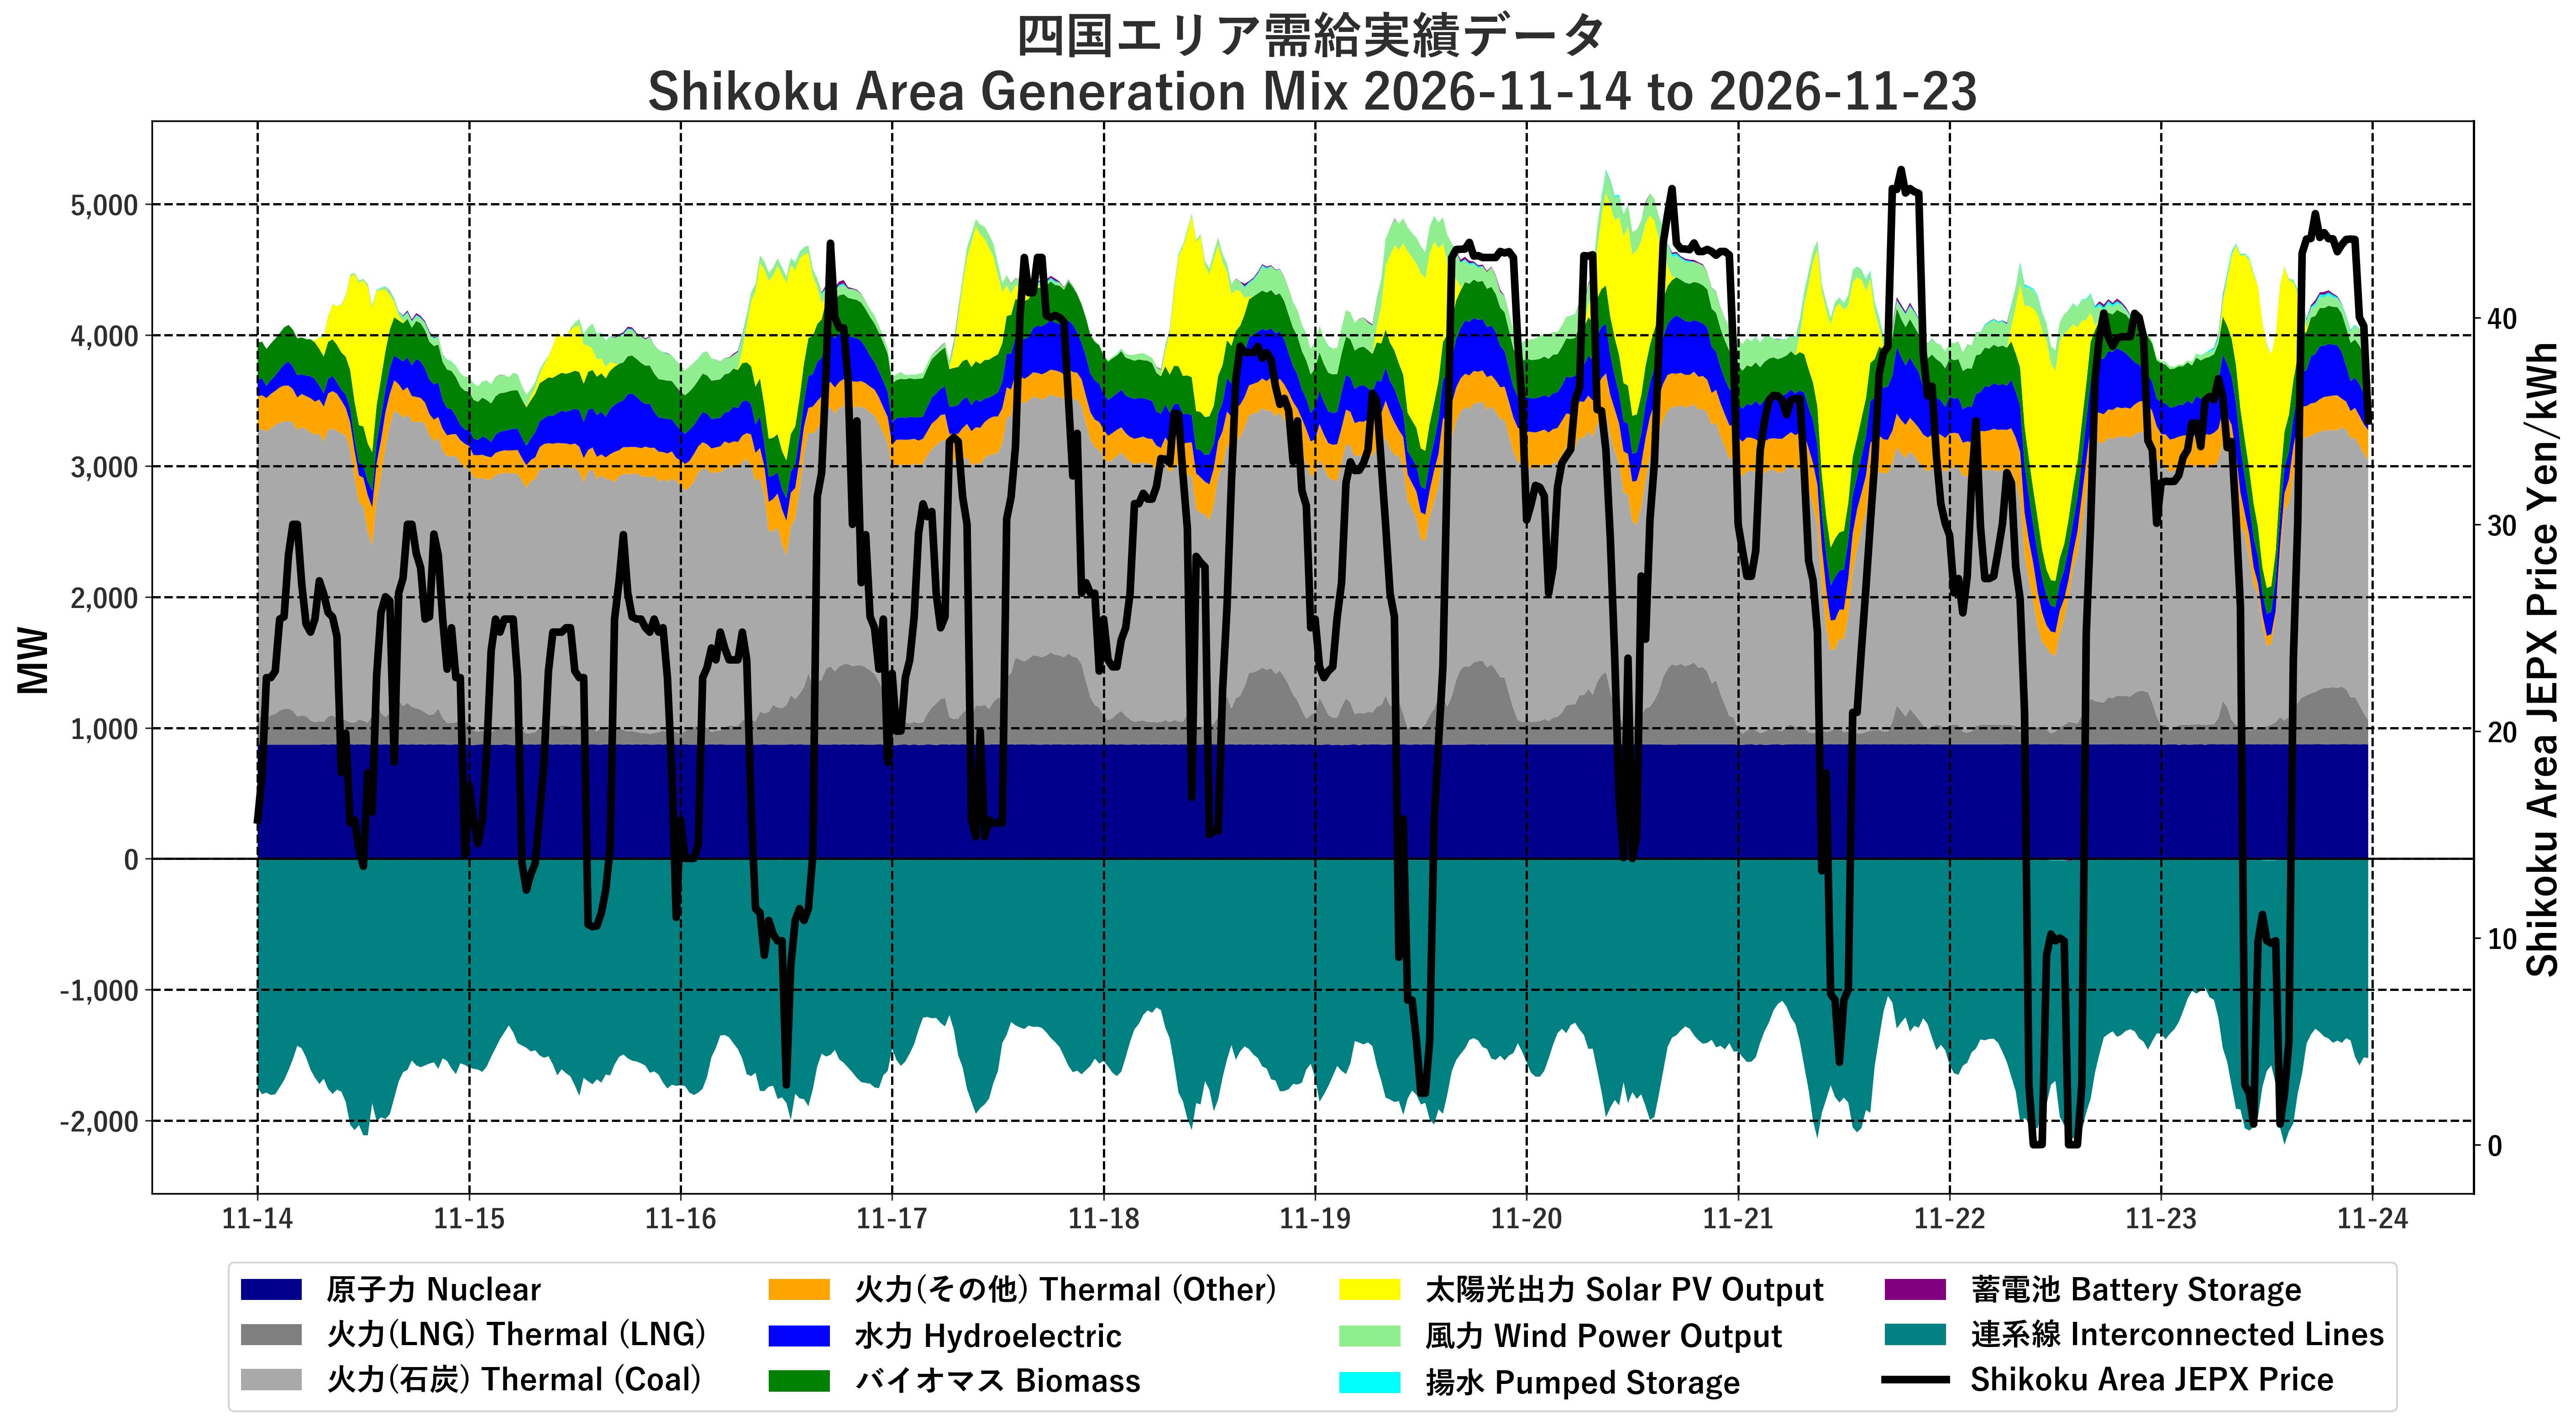 四国エリア需給実績データ
Shikoku Area Generation Mix 2026-11-14 to 2026-11-23
MW
5,000
4,000
3,000
2,000
1,000
0
-1,000
-2,000
Shikoku Area JEPX Price Yen/kWh
40
30
20
10
0
11-14 11-15 11-16 11-17 11-18 11-19 11-20 11-21 11-22 11-23 11-24
原子力 Nuclear
火力(LNG) Thermal (LNG)
火力(石炭) Thermal (Coal)
火力(その他) Thermal (Other)
水力 Hydroelectric
バイオマス Biomass
太陽光出力 Solar PV Output
風力 Wind Power Output
揚水 Pumped Storage
蓄電池 Battery Storage
連系線 Interconnected Lines
Shikoku Area JEPX Price